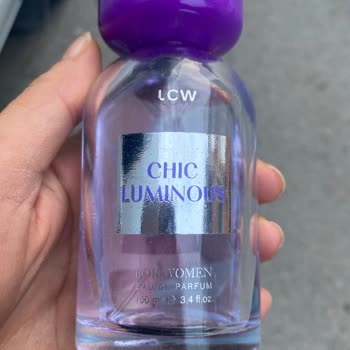 LCW
CHIC
LUMINOUS
FOR WOMEN
EAU DE PARFUM
100 ml ℮ 3.4 fl.oz.